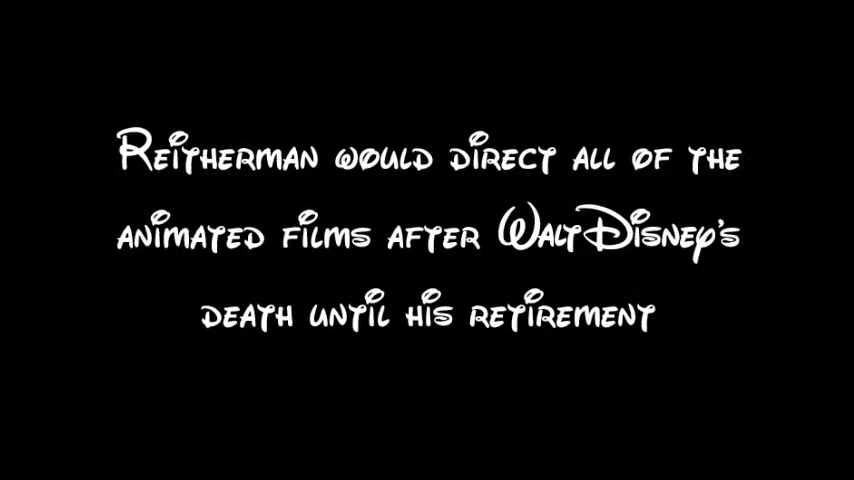 Reitherman would direct all of the
animated films after Walt Disney's
death until his retirement